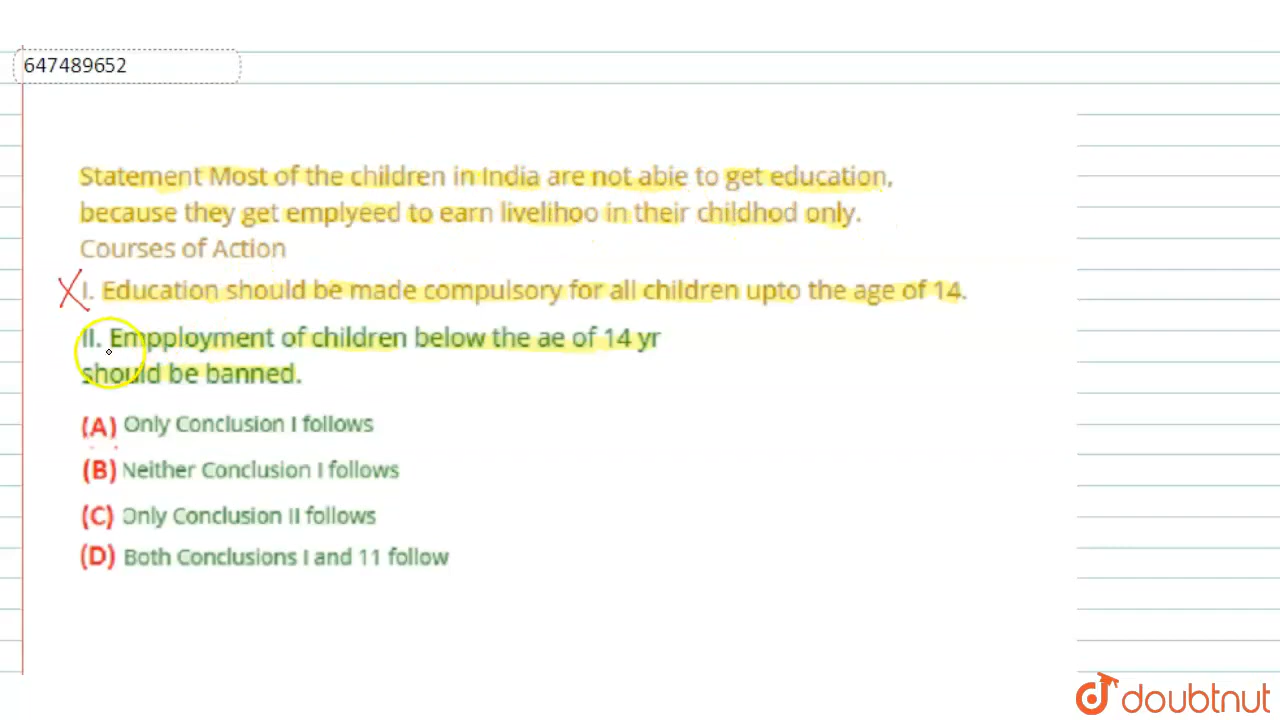 647489652
Statement Most of the children in India are not abie to get education,
because they get emplyeed to earn livelihoo in their childhod only.
Courses of Action
X I. Education should be made compulsory for all children upto the age of 14.
II. Empployment of children below the ae of 14 yr
should be banned.
(A) Only Conclusion I follows
(B) Neither Conclusion I follows
(C) Only Conclusion II follows
(D) Both Conclusions I and 11 follow
doubtnut